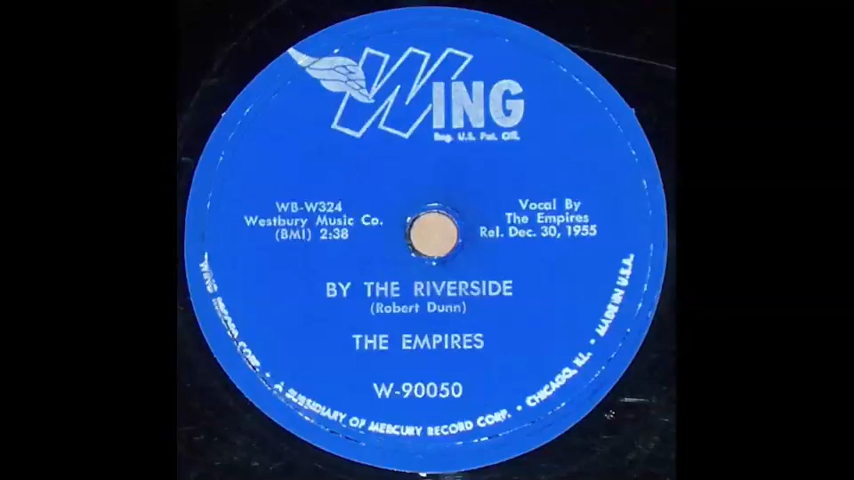 WING
Reg. U.S. Pat. Off.
WB-W324
Westbury Music Co.
(BMI) 2:38
Vocal By
The Empires
Rel. Dec. 30, 1955
BY THE RIVERSIDE
(Robert Dunn)
THE EMPIRES
W-90050
WING RECORD CORP. • A SUBSIDIARY OF MERCURY RECORD CORP. • CHICAGO, ILL. • MADE IN U.S.A.